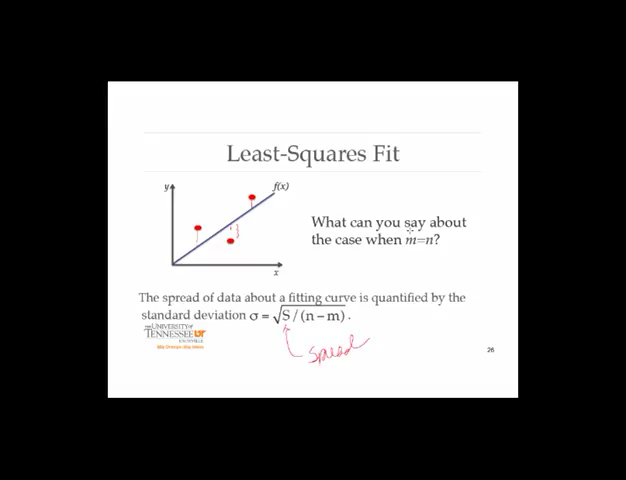 Least-Squares Fit
y
f(x)
x
What can you say about
the case when m=n?
The spread of data about a fitting curve is quantified by the
standard deviation σ = √S / (n – m) .
THE UNIVERSITY OF
TENNESSEE UT
KNOXVILLE
spread
26